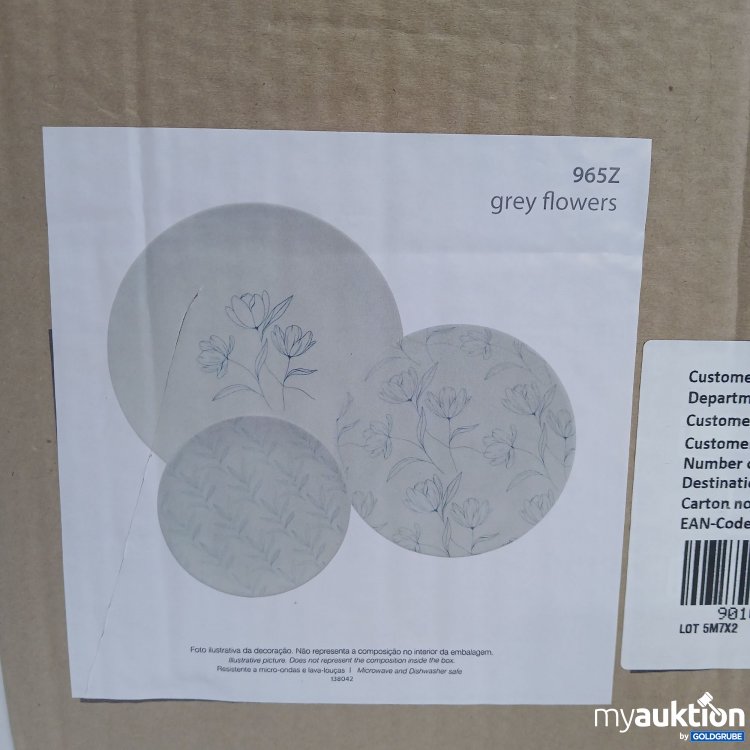 965Z
grey flowers
Custome
Departm
Custome
Custome
Number
Destinati
Carton no
EAN-Code
901
LOT 5M7X2
Foto ilustrativa da decoração. Não representa a composição no interior da embalagem.
Illustrative picture. Does not represent the composition inside the box.
Resistente a micro-ondas e lava-louças | Microwave and Dishwasher safe
138042
myauktion
by GOLDGRUBE